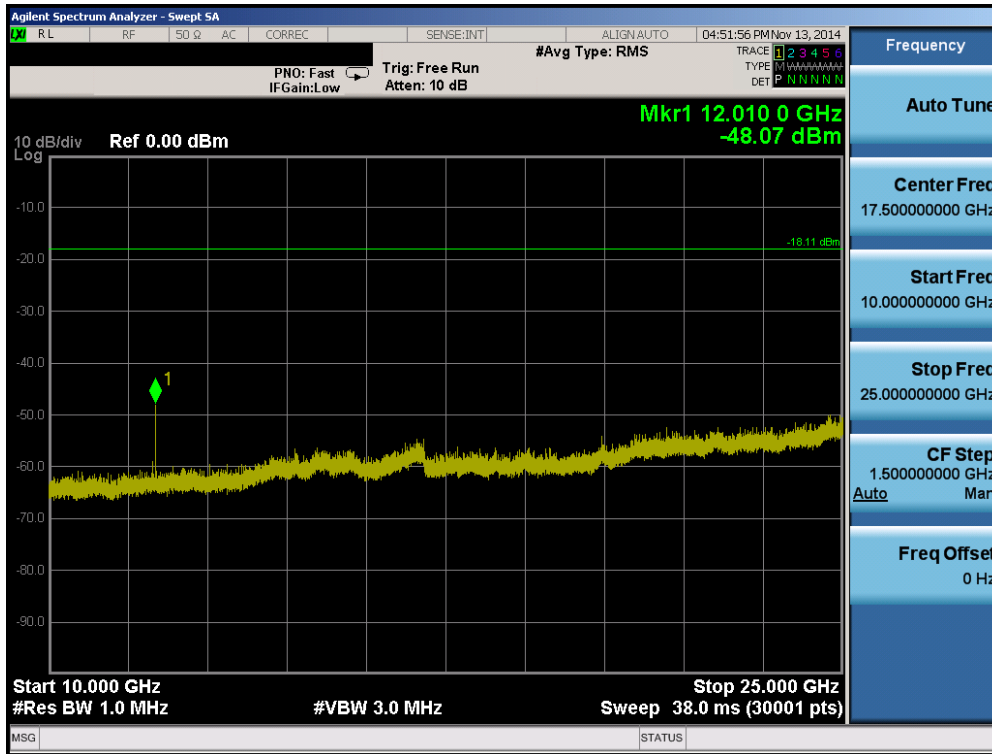 Agilent Spectrum Analyzer - Swept SA
LXI RL RF 50 Ω AC CORREC SENSE:INT ALIGN AUTO 04:51:56 PM Nov 13, 2014
#Avg Type: RMS TRACE 1 2 3 4 5 6
PNO: Fast Trig: Free Run TYPE M
IFGain:Low Atten: 10 dB DET P N N N N N
Mkr1 12.010 0 GHz
-48.07 dBm
10 dB/div Ref 0.00 dBm
Log
-10.0
-18.11 dBm
-20.0
-30.0
-40.0
1
-50.0
-60.0
-70.0
-80.0
-90.0
Start 10.000 GHz Stop 25.000 GHz
#Res BW 1.0 MHz #VBW 3.0 MHz Sweep 38.0 ms (30001 pts)
MSG STATUS
Frequency
Auto Tune
Center Freq
17.500000000 GHz
Start Freq
10.000000000 GHz
Stop Freq
25.000000000 GHz
CF Step
1.500000000 GHz
Auto Man
Freq Offset
0 Hz